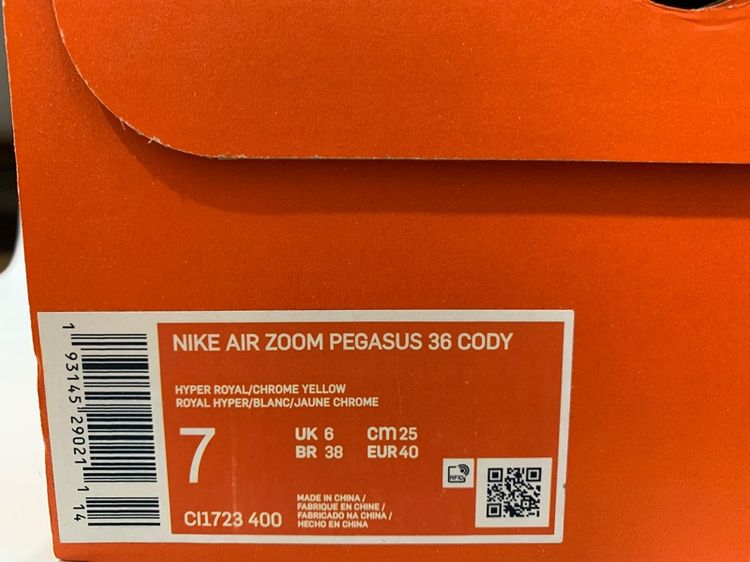 NIKE AIR ZOOM PEGASUS 36 CODY
HYPER ROYAL/CHROME YELLOW
ROYAL HYPER/BLANC/JAUNE CHROME
7
UK 6 CM 25
BR 38 EUR 40
RFID
CI1723 400
MADE IN CHINA /
FABRIQUE EN CHINE /
FABRICADO NA CHINA /
HECHO EN CHINA
1 93145 29021 1 14